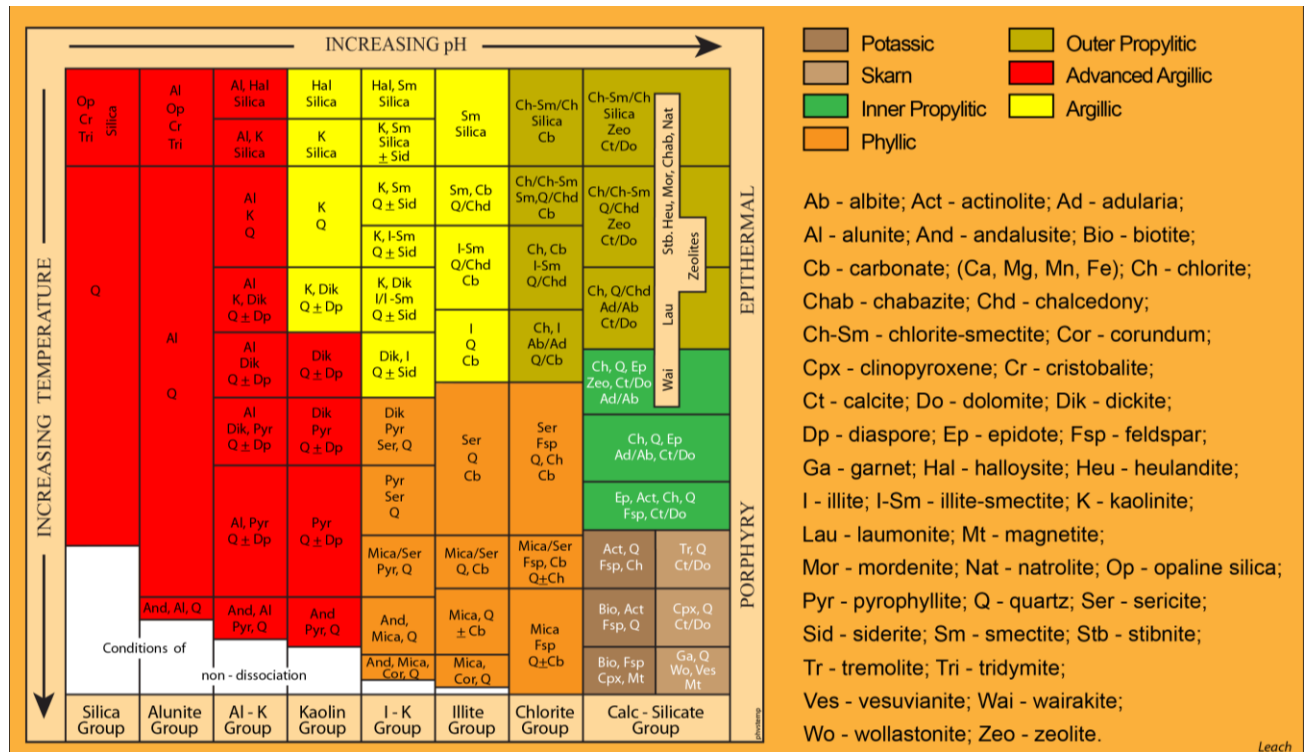 INCREASING pH
INCREASING TEMPERATURE
Op
Cr
Tri
Silica
Al
Op
Cr
Tri
Al, Hal
Silica
Hal
Silica
Hal, Sm
Silica
Sm
Silica
Ch-Sm/Ch
Silica
Cb
Ch-Sm/Ch
Silica
Zeo
Ct/Do
Al, K
Silica
K
Silica
K, Sm
Silica
± Sid
Q
Al
Q
Al
K
Q
K
Q
K, Sm
Q ± Sid
Sm, Cb
Q/Chd
Ch/Ch-Sm
Sm,Q/Chd
Cb
Ch/Ch-Sm
Q/Chd
Zeo
Ct/Do
K, I-Sm
Q ± Sid
I-Sm
Q/Chd
Cb
Ch, Cb
I-Sm
Q/Chd
Al
K, Dik
Q ± Dp
K, Dik
Q ± Dp
K, Dik
I/I -Sm
Q ± Sid
Ch, Q/Chd
Ad/Ab
Ct/Do
I
Q
Cb
Ch, I
Ab/Ad
Q/Cb
Al
Dik
Q ± Dp
Dik
Q ± Dp
Dik, I
Q ± Sid
Ch, Q, Ep
Zeo, Ct/Do
Ad/Ab
Al
Dik, Pyr
Q ± Dp
Dik
Pyr
Q ± Dp
Dik
Pyr
Ser, Q
Ser
Q
Cb
Ser
Fsp
Q, Ch
Cb
Ch, Q, Ep
Ad/Ab, Ct/Do
Al, Pyr
Q ± Dp
Pyr
Q ± Dp
Pyr
Ser
Q
Ep, Act, Ch, Q
Fsp, Ct/Do
Mica/Ser
Pyr, Q
Mica/Ser
Q, Cb
Mica/Ser
Fsp, Cb
Q±Ch
Act, Q
Fsp, Ch
Tr, Q
Ct/Do
And, Al, Q
And, Al
Pyr, Q
And
Pyr, Q
And,
Mica, Q
Mica, Q
± Cb
Mica
Fsp
Q±Cb
Bio, Act
Fsp, Q
Cpx, Q
Ct/Do
And, Mica,
Cor, Q
Mica,
Cor, Q
Bio, Fsp
Cpx, Mt
Ga, Q
Wo, Ves
Mt
Conditions of
non - dissociation
Stb. Heu, Mor, Chab, Nat
Zeolites
Lau
Wai
EPITHERMAL
PORPHYRY
Silica
Group
Alunite
Group
Al - K
Group
Kaolin
Group
I - K
Group
Illite
Group
Chlorite
Group
Calc - Silicate
Group
Potassic
Skarn
Inner Propylitic
Phyllic
Outer Propylitic
Advanced Argillic
Argillic
Ab - albite; Act - actinolite; Ad - adularia;
Al - alunite; And - andalusite; Bio - biotite;
Cb - carbonate; (Ca, Mg, Mn, Fe); Ch - chlorite;
Chab - chabazite; Chd - chalcedony;
Ch-Sm - chlorite-smectite; Cor - corundum;
Cpx - clinopyroxene; Cr - cristobalite;
Ct - calcite; Do - dolomite; Dik - dickite;
Dp - diaspore; Ep - epidote; Fsp - feldspar;
Ga - garnet; Hal - halloysite; Heu - heulandite;
I - illite; I-Sm - illite-smectite; K - kaolinite;
Lau - laumonite; Mt - magnetite;
Mor - mordenite; Nat - natrolite; Op - opaline silica;
Pyr - pyrophyllite; Q - quartz; Ser - sericite;
Sid - siderite; Sm - smectite; Stb - stibnite;
Tr - tremolite; Tri - tridymite;
Ves - vesuvianite; Wai - wairakite;
Wo - wollastonite; Zeo - zeolite.
Leach